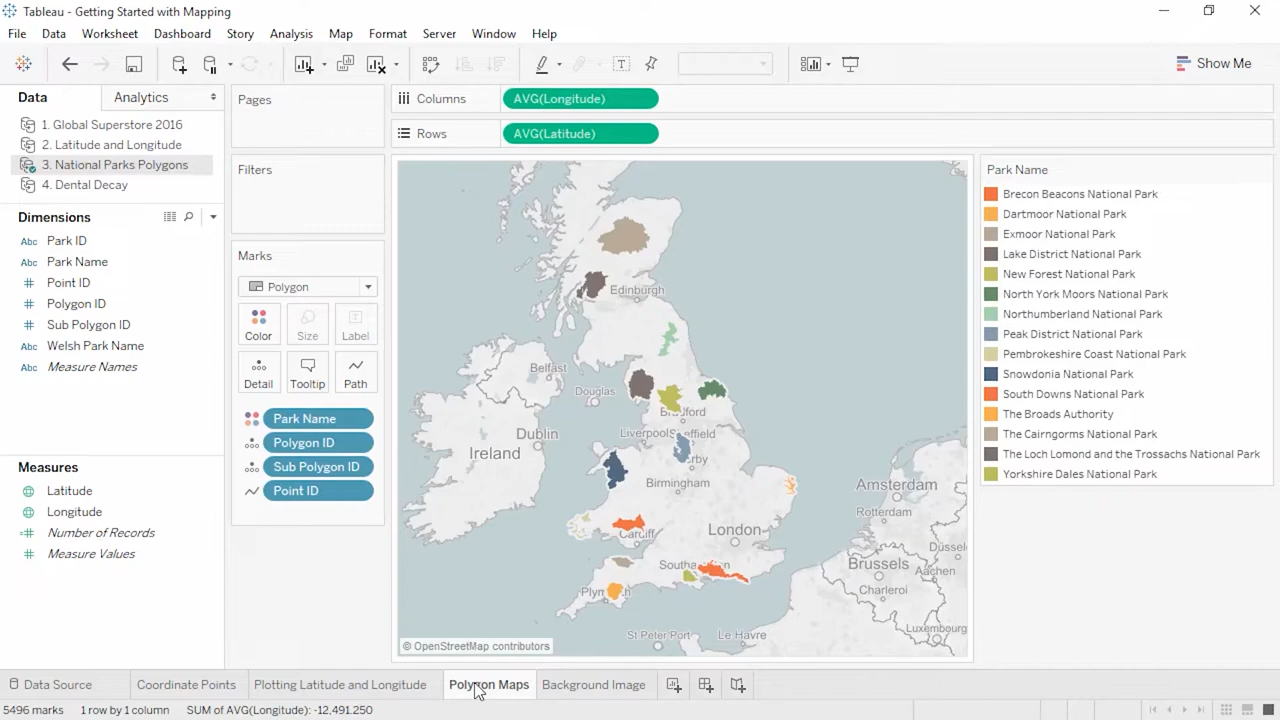 Tableau - Getting Started with Mapping
File Data Worksheet Dashboard Story Analysis Map Format Server Window Help
Show Me
Data Analytics
1. Global Superstore 2016
2. Latitude and Longitude
3. National Parks Polygons
4. Dental Decay
Dimensions
Abc Park ID
Abc Park Name
# Point ID
# Polygon ID
# Sub Polygon ID
Abc Welsh Park Name
Abc Measure Names
Measures
Latitude
Longitude
Number of Records
Measure Values
Pages
Filters
Marks
Polygon
Color Size Label
Detail Tooltip Path
Park Name
Polygon ID
Sub Polygon ID
Point ID
Columns AVG(Longitude)
Rows AVG(Latitude)
Edinburgh
Belfast
Douglas
Bradford
Dublin
Liverpool
Sheffield
Ireland
Derby
Birmingham
Amsterdam
Rotterdam
London
Cardiff
Brussels
Aachen
Charleroi
Luxembourg
St Peter Port
Le Havre
© OpenStreetMap contributors
Park Name
Brecon Beacons National Park
Dartmoor National Park
Exmoor National Park
Lake District National Park
New Forest National Park
North York Moors National Park
Northumberland National Park
Peak District National Park
Pembrokeshire Coast National Park
Snowdonia National Park
South Downs National Park
The Broads Authority
The Cairngorms National Park
The Loch Lomond and the Trossachs National Park
Yorkshire Dales National Park
Data Source Coordinate Points Plotting Latitude and Longitude Polygon Maps Background Image
5496 marks 1 row by 1 column SUM of AVG(Longitude): -12,491.250